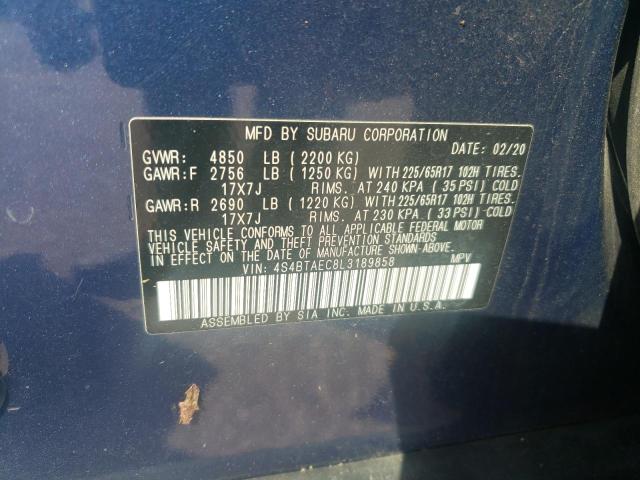 MFD BY SUBARU CORPORATION
DATE: 02/20
GVWR: 4850 LB (2200 KG)
GAWR:F 2756 LB (1250 KG) WITH 225/65R17 102H TIRES.
17X7J RIMS. AT 240 KPA (35 PSI) COLD
GAWR:R 2690 LB (1220 KG) WITH 225/65R17 102H TIRES.
17X7J RIMS. AT 230 KPA (33 PSI) COLD
THIS VEHICLE CONFORMS TO ALL APPLICABLE FEDERAL MOTOR
VEHICLE SAFETY AND THEFT PREVENTION STANDARDS
IN EFFECT ON THE DATE OF MANUFACTURE SHOWN ABOVE.
VIN: 4S4BTAEC8L3189858 MPV
ASSEMBLED BY SIA INC. MADE IN U.S.A.